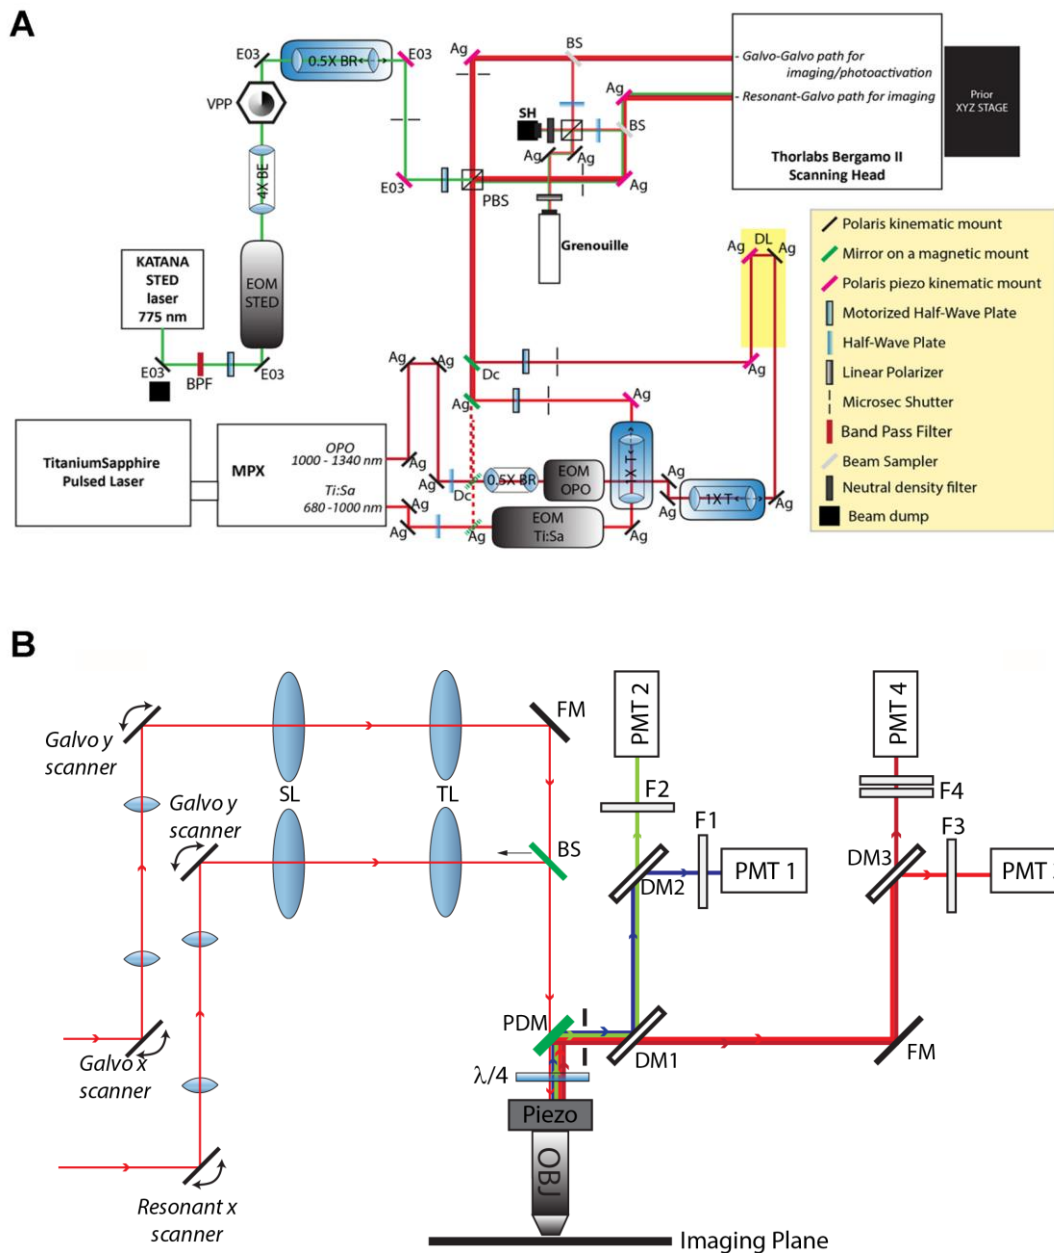 A
E03
0.5X BR
E03
Ag
BS
VPP
4X BE
SH
Ag
BS
Galvo-Galvo path for
imaging/photoactivation
Resonant-Galvo path for imaging
Thorlabs Bergamo II
Scanning Head
Prior
XYZ STAGE
Ag
Ag
E03
PBS
Ag
Grenouille
KATANA
STED
laser
775 nm
EOM
STED
E03
BPF
E03
DL
Ag
Ag
Dc
Ag
Ag
Ag
Ag
Ag
Polaris kinematic mount
Mirror on a magnetic mount
Polaris piezo kinematic mount
Motorized Half-Wave Plate
Half-Wave Plate
Linear Polarizer
Microsec Shutter
Band Pass Filter
Beam Sampler
Neutral density filter
Beam dump
TitaniumSapphire
Pulsed Laser
MPX
OPO
1000 - 1340 nm
Ti:Sa
680 -1000 nm
Ag
Ag
Dc
0.5X BR
EOM
OPO
1X T
Ag
Ag
1X T
Ag
Ag
Ag
Ag
EOM
Ti:Sa
Ag
B
Galvo y
scanner
Galvo y
scanner
SL
TL
FM
BS
PMT 2
F2
F1
DM2
PMT 1
PMT 4
F4
F3
DM3
PMT
Galvo x
scanner
Resonant x
scanner
PDM
DM1
FM
λ/4
Piezo
OBJ
Imaging Plane